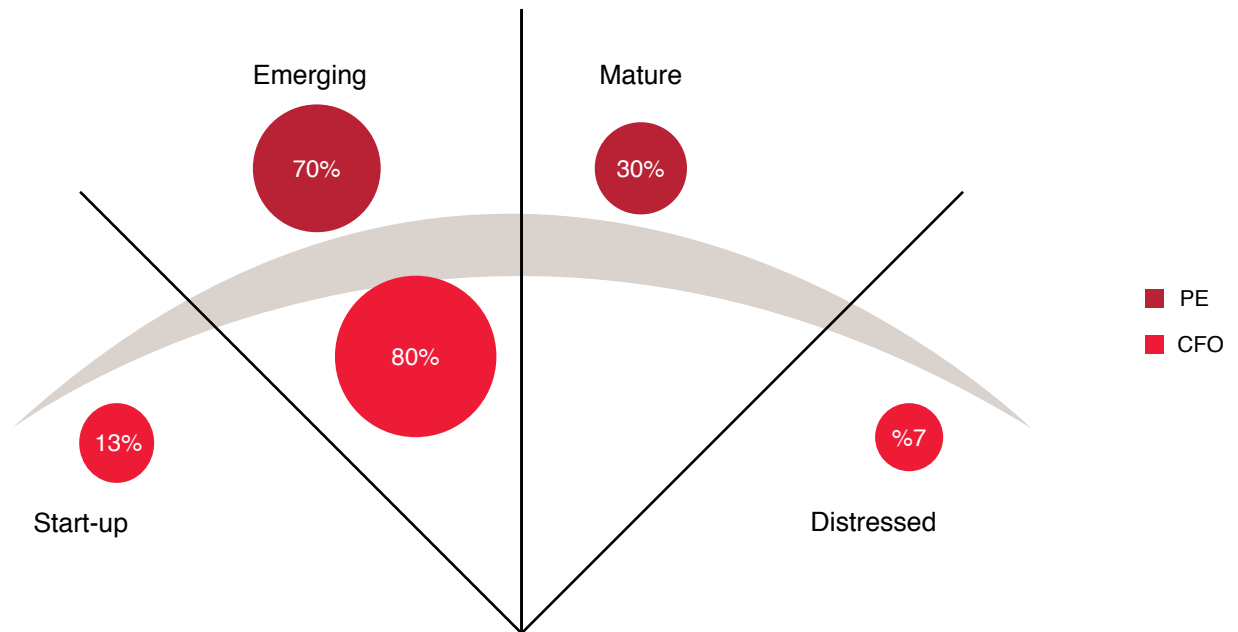 Emerging
Mature
70%
30%
PE
CFO
80%
13%
%7
Start-up
Distressed